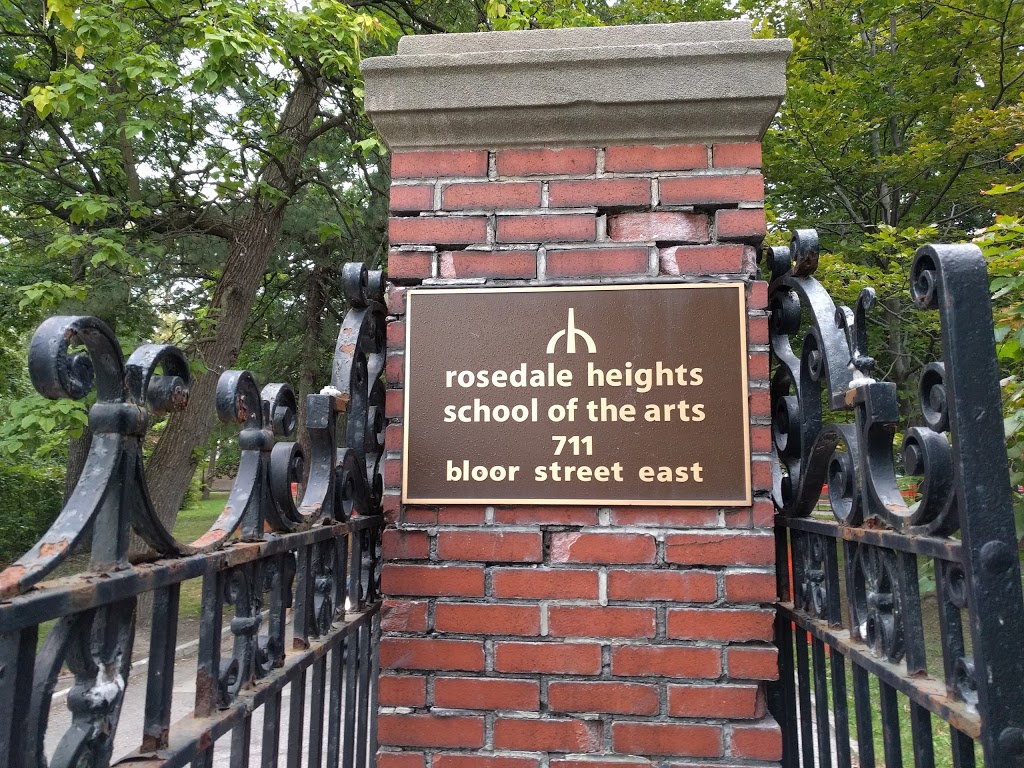 rosedale heights
school of the arts
711
bloor street east